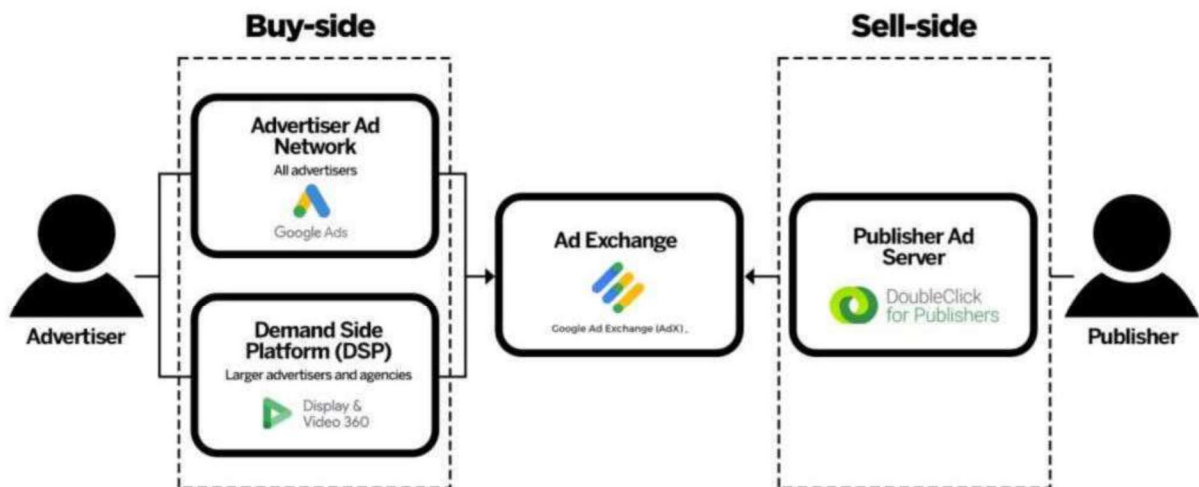 Buy-side
Sell-side
Advertiser Ad
Network
All advertisers
Google Ads
Advertiser
Demand Side
Platform (DSP)
Larger advertisers and agencies
Display &
Video 360
Ad Exchange
Google Ad Exchange (AdX) .
Publisher Ad
Server
DoubleClick
for Publishers
Publisher